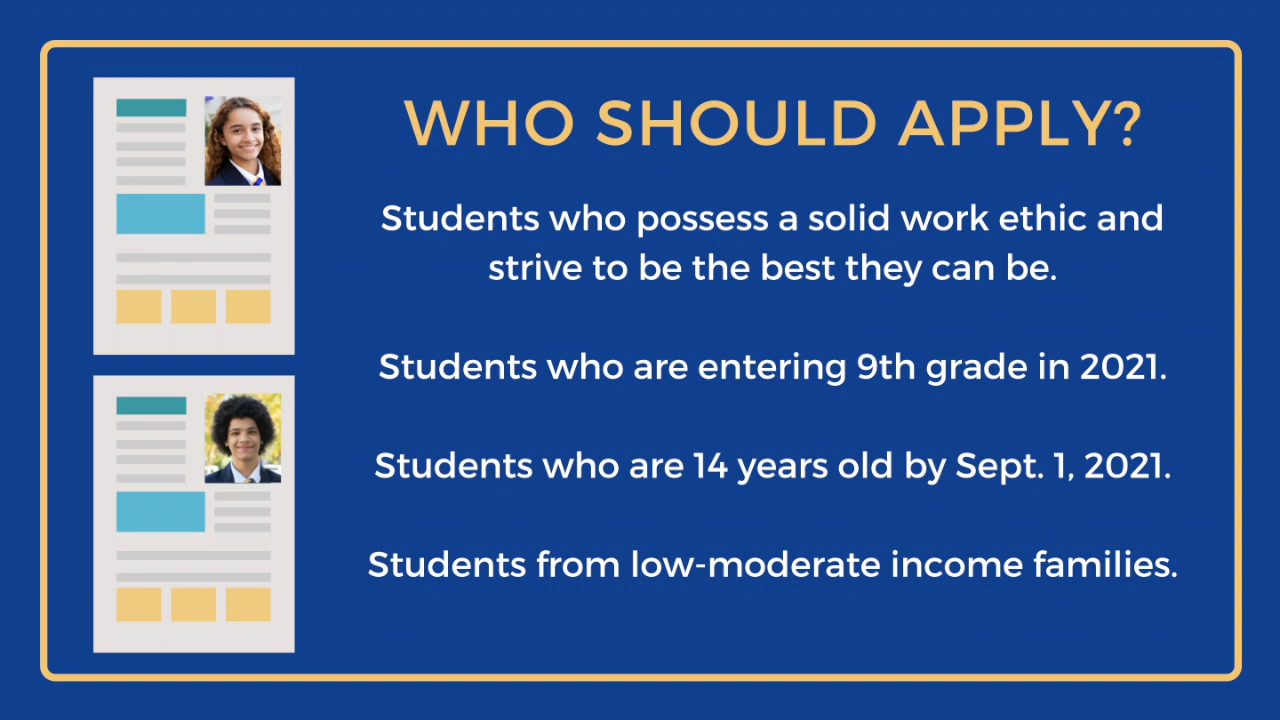 WHO SHOULD APPLY?
Students who possess a solid work ethic and
strive to be the best they can be.
Students who are entering 9th grade in 2021.
Students who are 14 years old by Sept. 1, 2021.
Students from low-moderate income families.